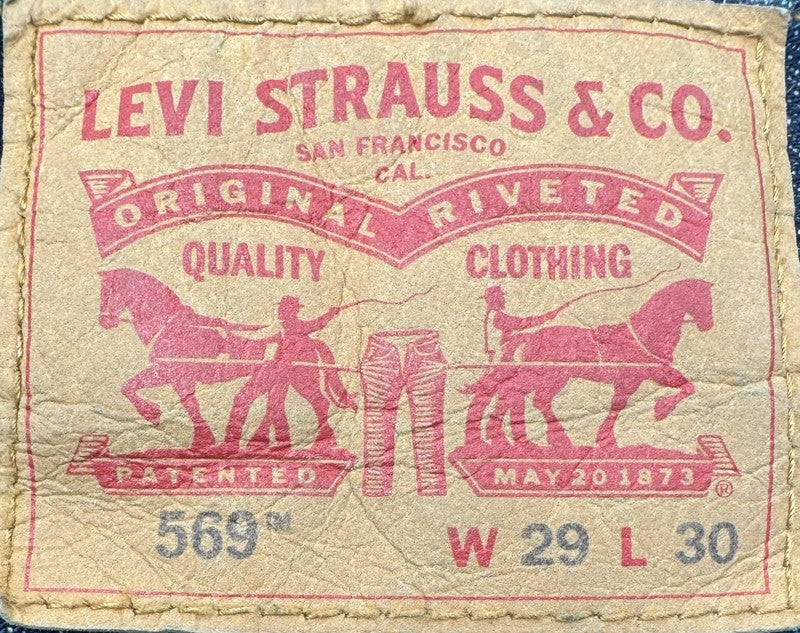 LEVI STRAUSS & CO.
SAN FRANCISCO
CAL.
ORIGINAL RIVETED
QUALITY CLOTHING
PATENTED MAY 20 1873 ®
569™ W 29 L 30